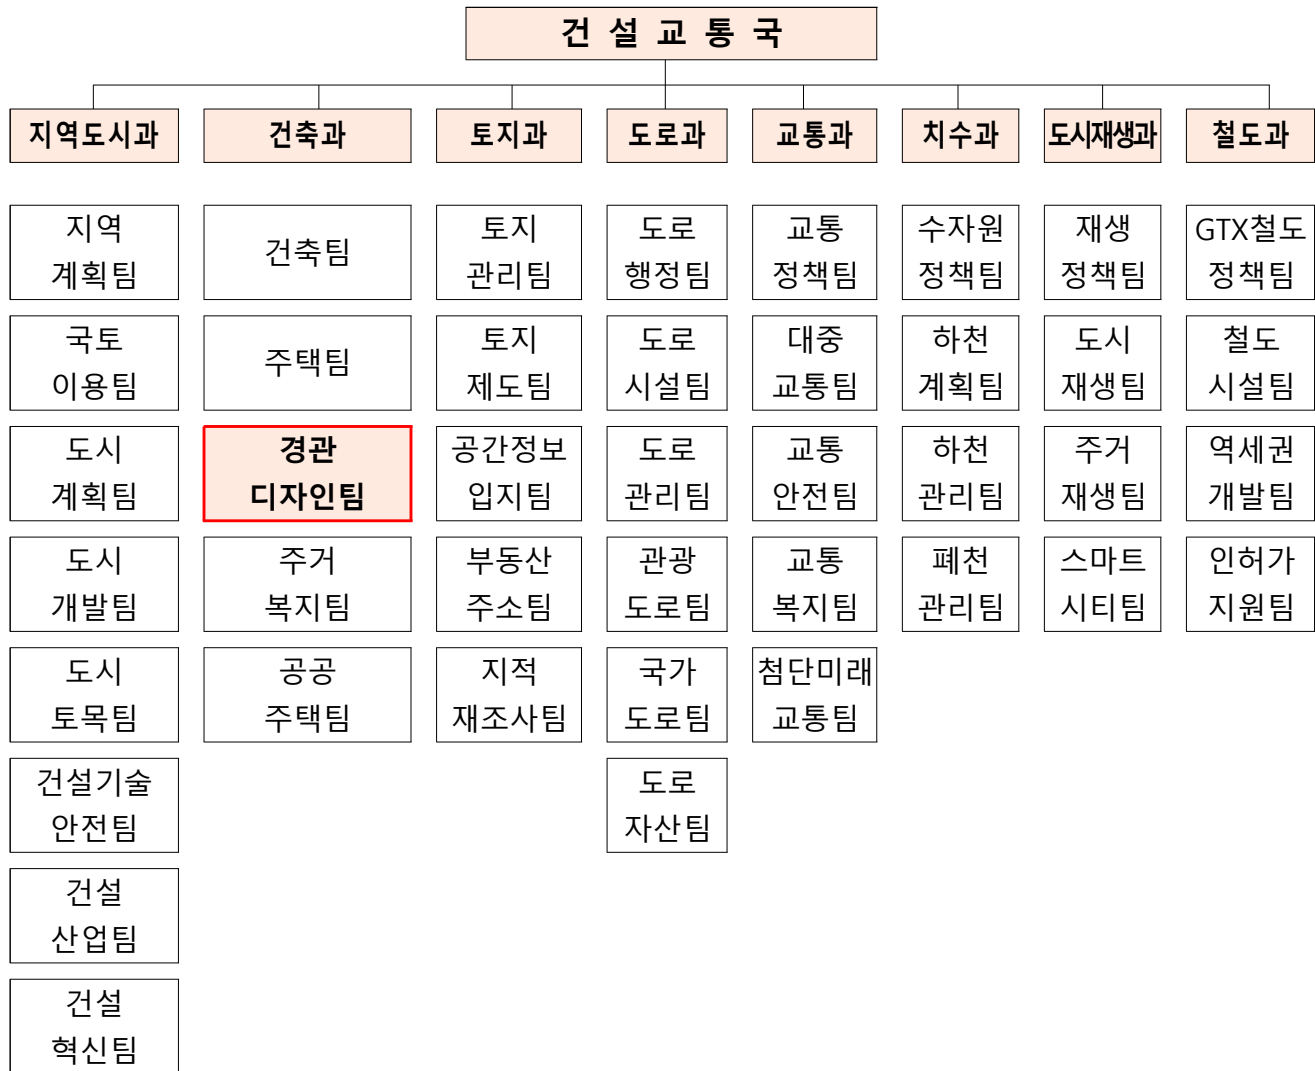 건 설 교 통 국
지역도시과
건축과
토지과
도로과
교통과
치수과
도시재생과
철도과
지역
계획팀
건축팀
토지
관리팀
도로
행정팀
교통
정책팀
수자원
정책팀
재생
정책팀
GTX철도
정책팀
국토
이용팀
주택팀
토지
제도팀
도로
시설팀
대중
교통팀
하천
계획팀
도시
재생팀
철도
시설팀
도시
계획팀
경관
디자인팀
공간정보
입지팀
도로
관리팀
교통
안전팀
하천
관리팀
주거
재생팀
역세권
개발팀
도시
개발팀
주거
복지팀
부동산
주소팀
관광
도로팀
교통
복지팀
폐천
관리팀
스마트
시티팀
인허가
지원팀
도시
토목팀
공공
주택팀
지적
재조사팀
국가
도로팀
첨단미래
교통팀
건설기술
안전팀
도로
자산팀
건설
산업팀
건설
혁신팀